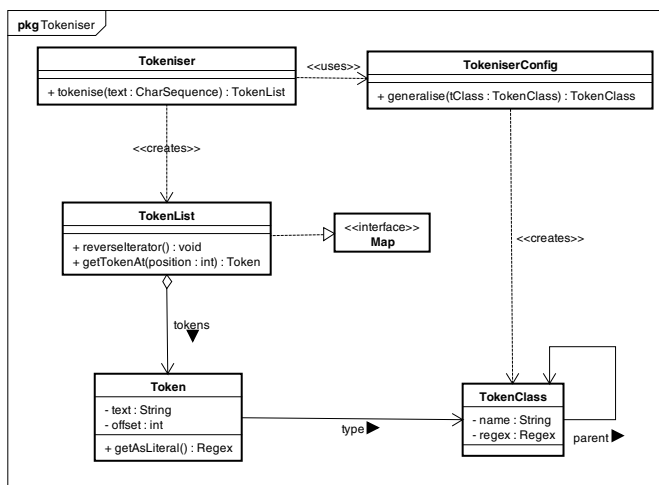 pkg Tokeniser
Tokeniser
+ tokenise(text : CharSequence) : TokenList
<<uses>>
TokeniserConfig
+ generalise(tClass : TokenClass) : TokenClass
<<creates>>
TokenList
+ reverseIterator() : void
+ getTokenAt(position : int) : Token
<<interface>>
Map
<<creates>>
tokens
Token
- text : String
- offset : int
+ getAsLiteral() : Regex
type
TokenClass
- name : String
- regex : Regex
parent